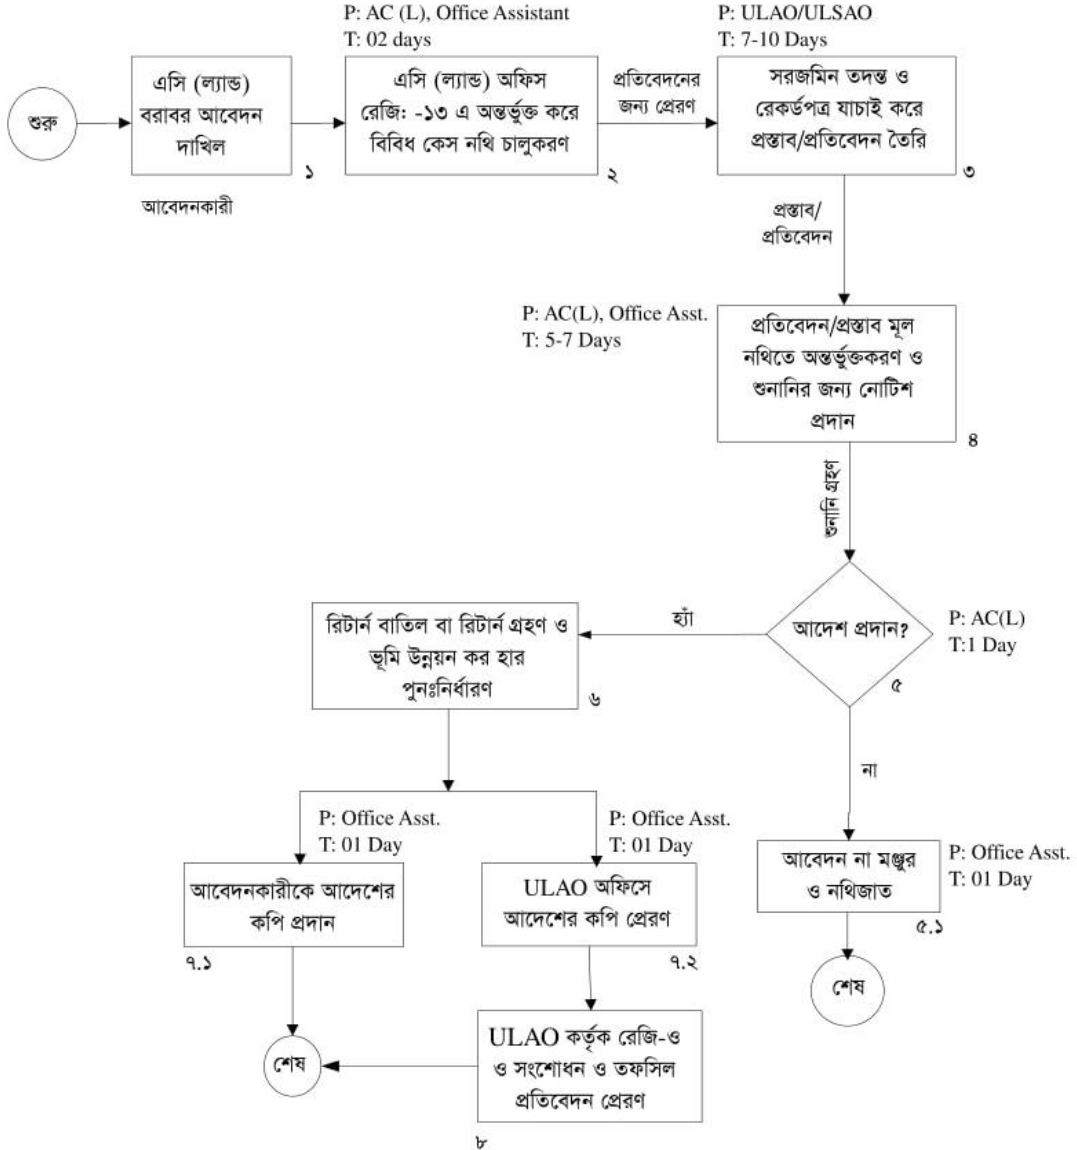 P: AC (L), Office Assistant
T: 02 days
P: ULAO/ULSAO
T: 7-10 Days
শুরু
এসি (ল্যান্ড)
বরাবর আবেদন
দাখিল
১
আবেদনকারী
এসি (ল্যান্ড) অফিস
রেজি: -১৩ এ অন্তর্ভুক্ত করে
বিবিধ কেস নথি চালুকরণ
২
প্রতিবেদনের
জন্য প্রেরণ
সরজমিন তদন্ত ও
রেকর্ডপত্র যাচাই করে
প্রস্তাব/প্রতিবেদন তৈরি
৩
প্রস্তাব/
প্রতিবেদন
P: AC(L), Office Asst.
T: 5-7 Days
প্রতিবেদন/প্রস্তাব মূল
নথিতে অন্তর্ভুক্তকরণ ও
শুনানির জন্য নোটিশ
প্রদান
৪
শুনানি গ্রহণ
আদেশ প্রদান?
৫
P: AC(L)
T:1 Day
হ্যাঁ
রিটার্ন বাতিল বা রিটার্ন গ্রহণ ও
ভূমি উন্নয়ন কর হার
পুনঃনির্ধারণ
৬
না
P: Office Asst.
T: 01 Day
P: Office Asst.
T: 01 Day
আবেদন না মঞ্জুর
ও নথিজাত
৫.১
P: Office Asst.
T: 01 Day
আবেদনকারীকে আদেশের
কপি প্রদান
৭.১
ULAO অফিসে
আদেশের কপি প্রেরণ
৭.২
শেষ
ULAO কর্তৃক রেজি-ও
ও সংশোধন ও তফসিল
প্রতিবেদন প্রেরণ
৮
শেষ